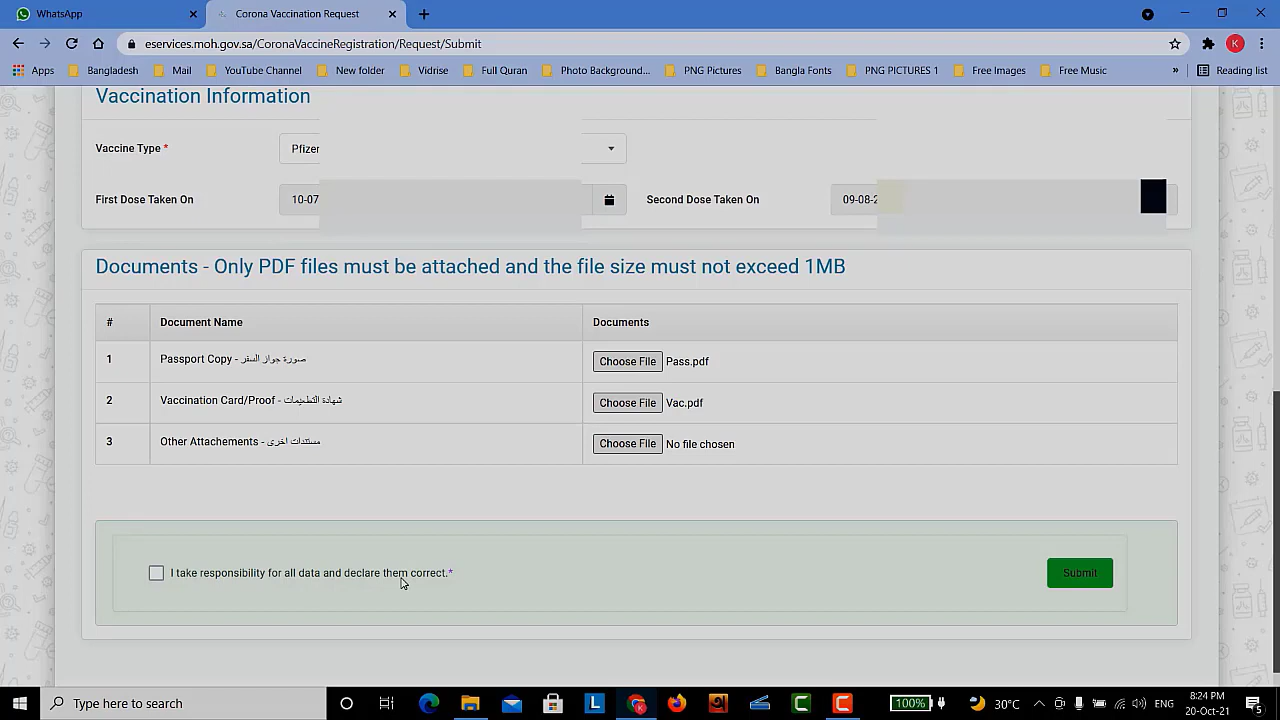 WhatsApp
Corona Vaccination Request
eservices.moh.gov.sa/CoronaVaccineRegistration/Request/Submit
K
Apps Bangladesh Mail YouTube Channel New folder Vidrise Full Quran Photo Background... PNG Pictures Bangla Fonts PNG PICTURES 1 Free Images Free Music » Reading list
Vaccination Information
Vaccine Type * Pfizer
First Dose Taken On 10-07 Second Dose Taken On 09-08-2
Documents - Only PDF files must be attached and the file size must not exceed 1MB
# Document Name Documents
1 Passport Copy - صورة جواز السفر Choose File Pass.pdf
2 Vaccination Card/Proof - شهادة التطعيمات Choose File Vac.pdf
3 Other Attachements - مستندات اخرى Choose File No file chosen
I take responsibility for all data and declare them correct.* Submit
Type here to search L K 100% 30°C ENG 8:24 PM
20-Oct-21 5